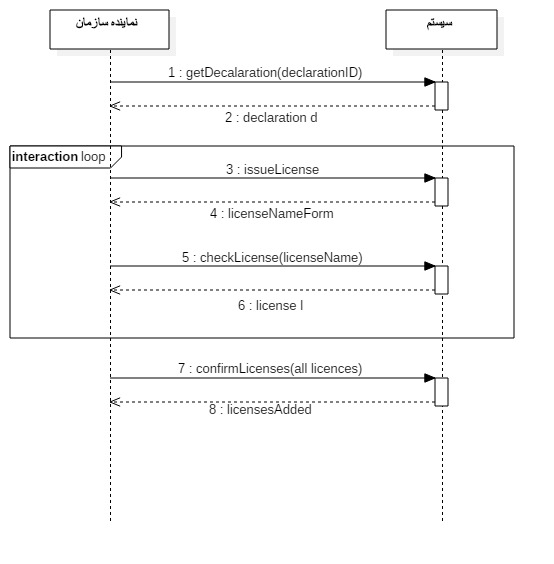 نماینده سازمان
سیستم
1 : getDecalaration(declarationID)
2 : declaration d
interaction loop
3 : issueLicense
4 : licenseNameForm
5 : checkLicense(licenseName)
6 : license l
7 : confirmLicenses(all licences)
8 : licensesAdded